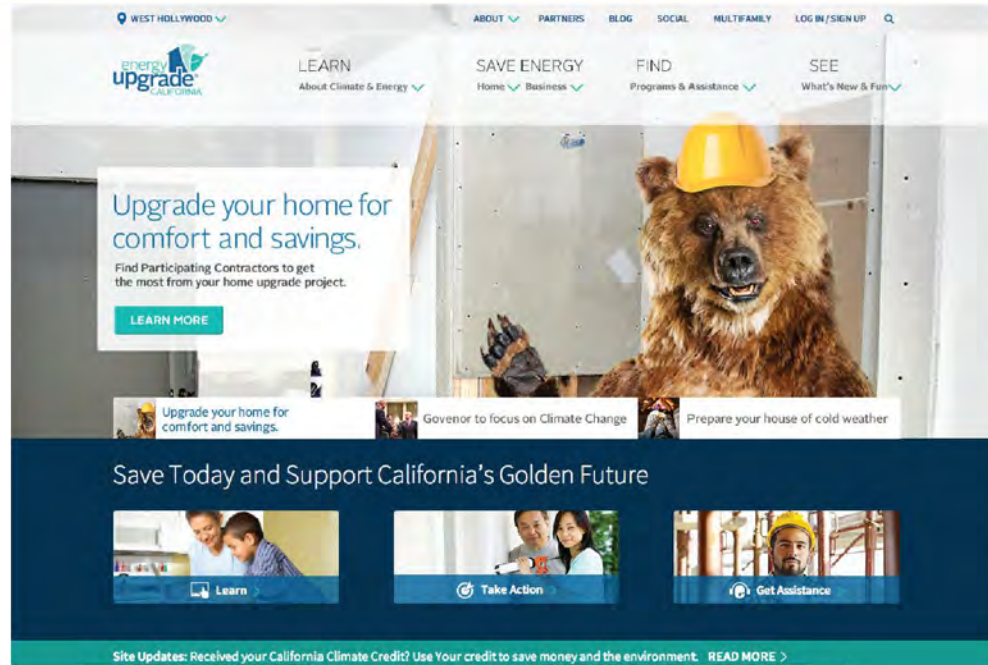 WEST HOLLYWOOD
ABOUT PARTNERS BLOG SOCIAL MULTIFAMILY LOG IN / SIGN UP
energy
upgrade
CALIFORNIA
LEARN
About Climate & Energy
SAVE ENERGY
Home Business
FIND
Programs & Assistance
SEE
What's New & Fun
Upgrade your home for
comfort and savings.
Find Participating Contractors to get
the most from your home upgrade project.
LEARN MORE
Upgrade your home for
comfort and savings.
Govenor to focus on Climate Change
Prepare your house of cold weather
Save Today and Support California's Golden Future
Learn
Take Action
Get Assistance
Site Updates: Received your California Climate Credit? Use Your credit to save money and the environment. READ MORE >